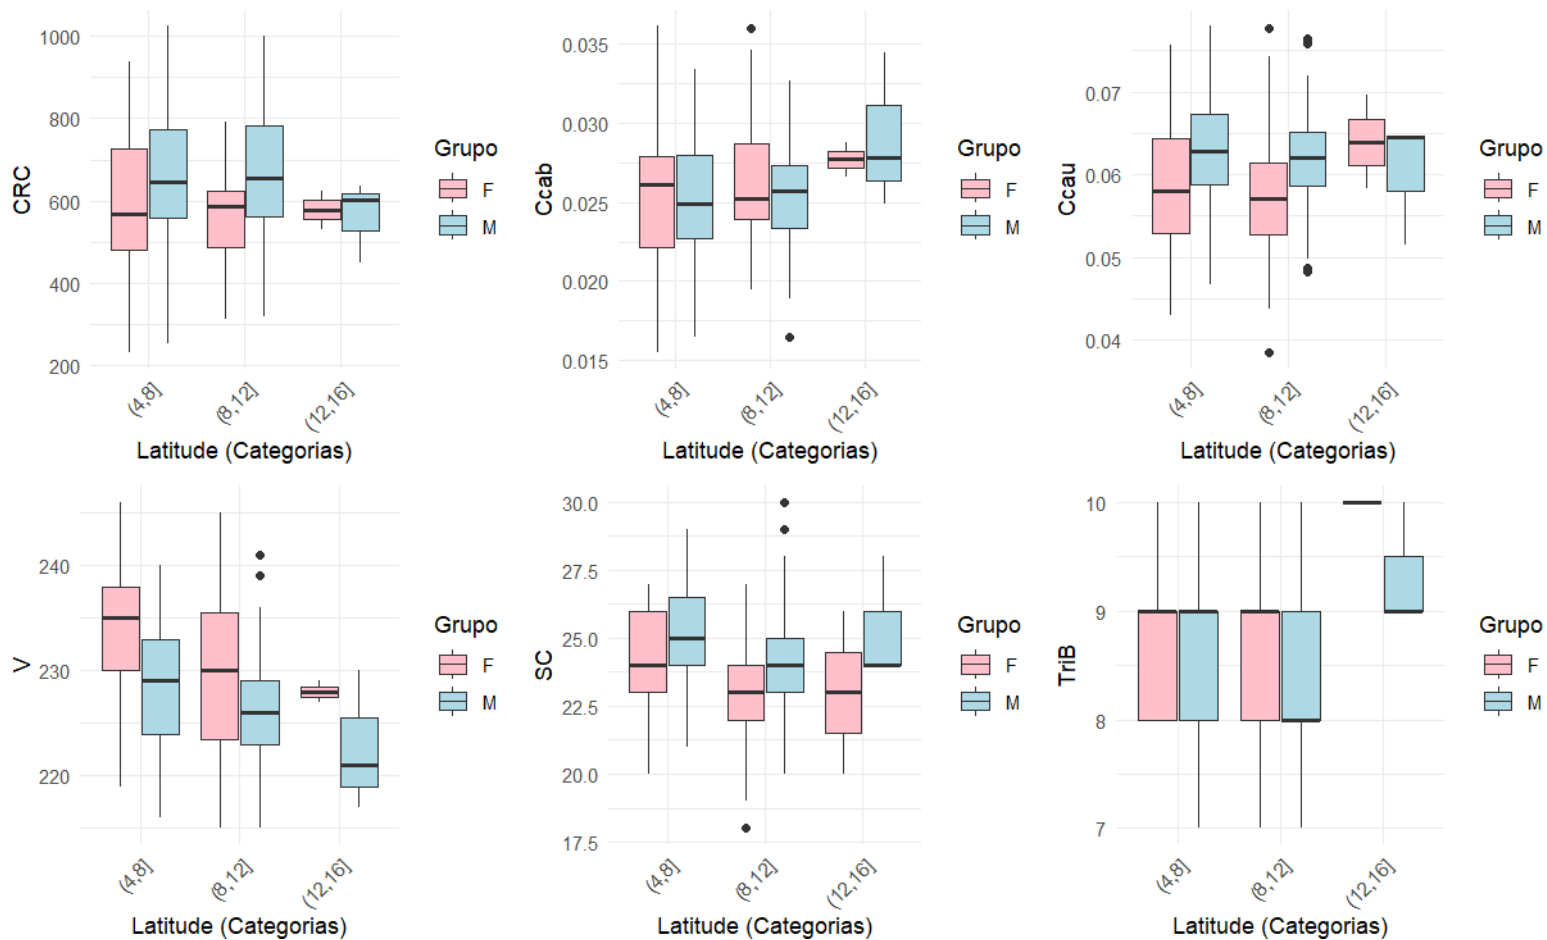 CRC
1000
800
600
400
200
(4,8]
(8,12]
(12,16]
Latitude (Categorias)
Grupo
F
M
Ccab
0.035
0.030
0.025
0.020
0.015
(4,8]
(8,12]
(12,16]
Latitude (Categorias)
Grupo
F
M
Ccau
0.07
0.06
0.05
0.04
(4,8]
(8,12]
(12,16]
Latitude (Categorias)
Grupo
F
M
V
240
230
220
(4,8]
(8,12]
(12,16]
Latitude (Categorias)
Grupo
F
M
SC
30.0
27.5
25.0
22.5
20.0
17.5
(4,8]
(8,12]
(12,16]
Latitude (Categorias)
Grupo
F
M
TriB
10
9
8
7
(4,8]
(8,12]
(12,16]
Latitude (Categorias)
Grupo
F
M